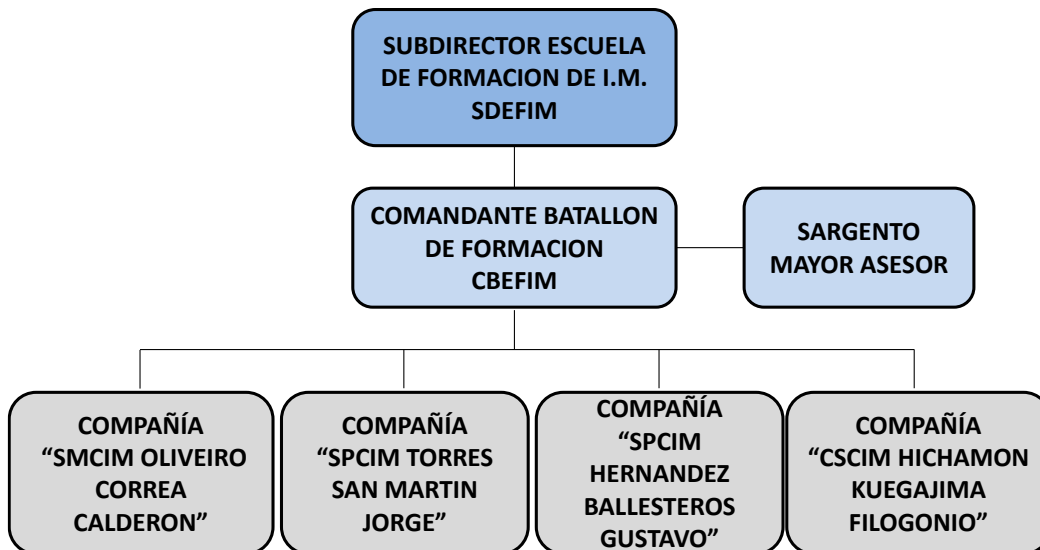 SUBDIRECTOR ESCUELA
DE FORMACION DE I.M.
SDEFIM
COMANDANTE BATALLON
DE FORMACION
CBEFIM
SARGENTO
MAYOR ASESOR
COMPAÑÍA
“SMCIM OLIVEIRO
CORREA
CALDERON”
COMPAÑÍA
“SPCIM TORRES
SAN MARTIN
JORGE”
COMPAÑÍA
“SPCIM
HERNANDEZ
BALLESTEROS
GUSTAVO”
COMPAÑÍA
“CSCIM HICHAMON
KUEGAJIMA
FILOGONIO”